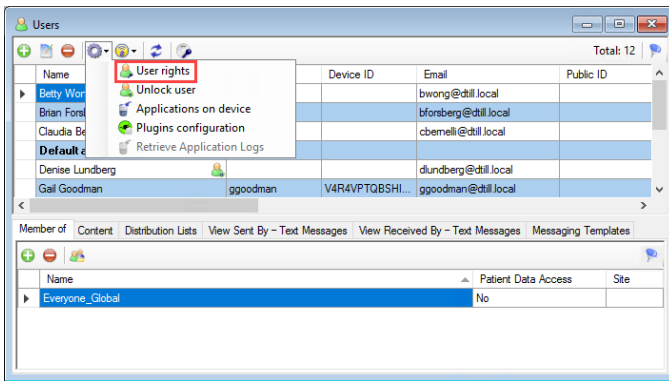 Users
Total: 12
Name Device ID Email Public ID
User rights
Unlock user
Applications on device
Plugins configuration
Retrieve Application Logs
Betty Won bwong@dtill.local
Brian Forsb bforsberg@dtill.local
Claudia Be cbemelli@dtill.local
Default a
Denise Lundberg dlundberg@dtill.local
Gail Goodman ggoodman V4R4VPTQBSHI... ggoodman@dtill.local
Member of Content Distribution Lists View Sent By - Text Messages View Received By - Text Messages Messaging Templates
Name Patient Data Access Site
Everyone_Global No